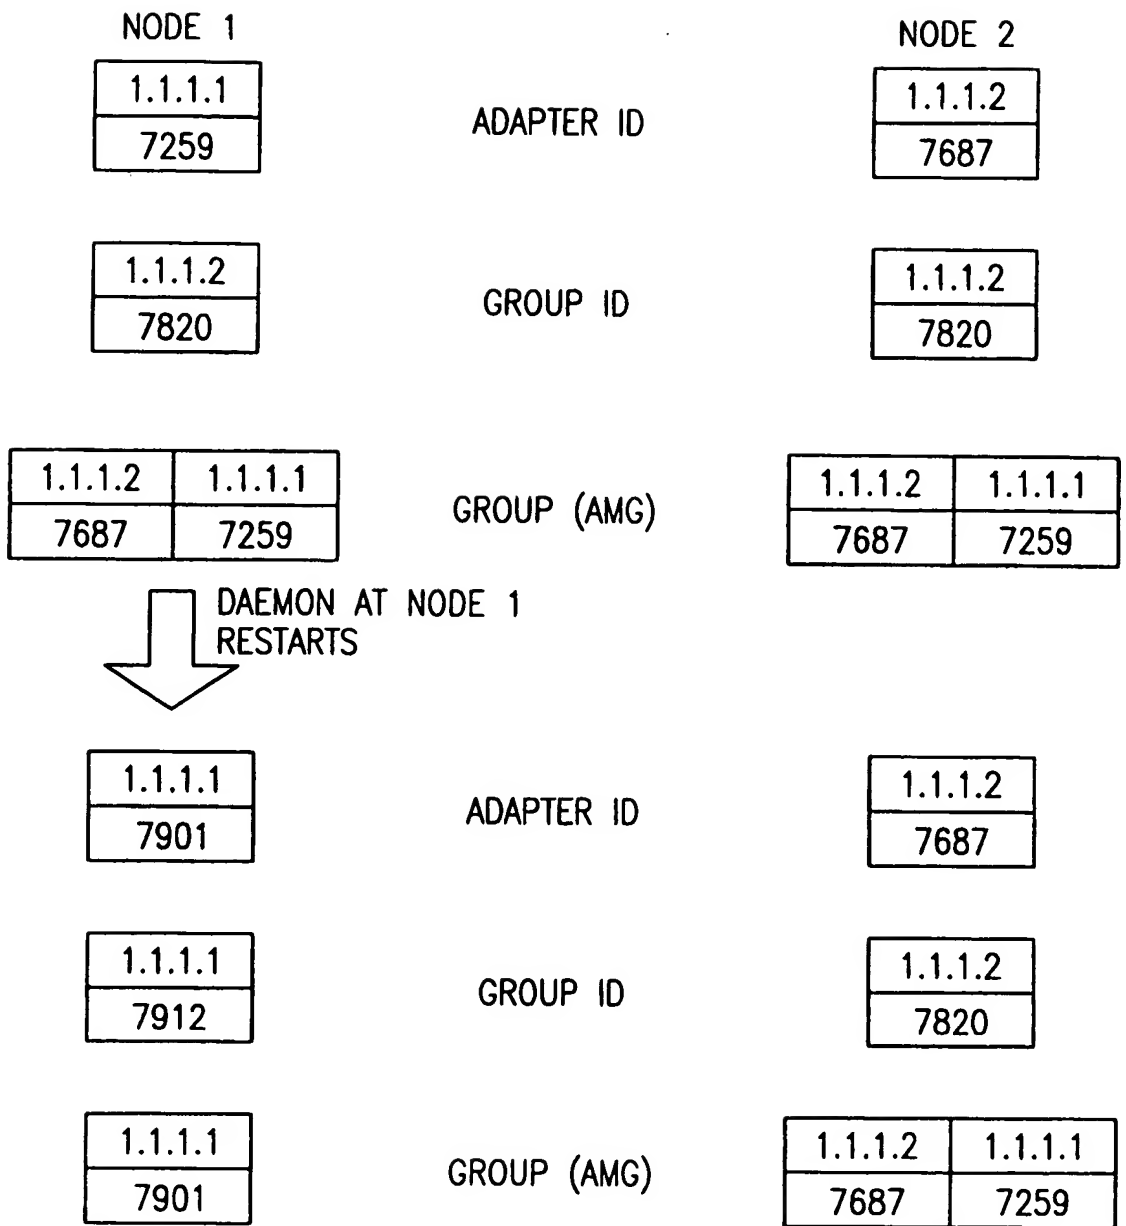 NODE 1
NODE 2
1.1.1.1
7259
ADAPTER ID
1.1.1.2
7687
1.1.1.2
7820
GROUP ID
1.1.1.2
7820
1.1.1.2 1.1.1.1
7687 7259
GROUP (AMG)
1.1.1.2 1.1.1.1
7687 7259
DAEMON AT NODE 1
RESTARTS
1.1.1.1
7901
ADAPTER ID
1.1.1.2
7687
1.1.1.1
7912
GROUP ID
1.1.1.2
7820
1.1.1.1
7901
GROUP (AMG)
1.1.1.2 1.1.1.1
7687 7259